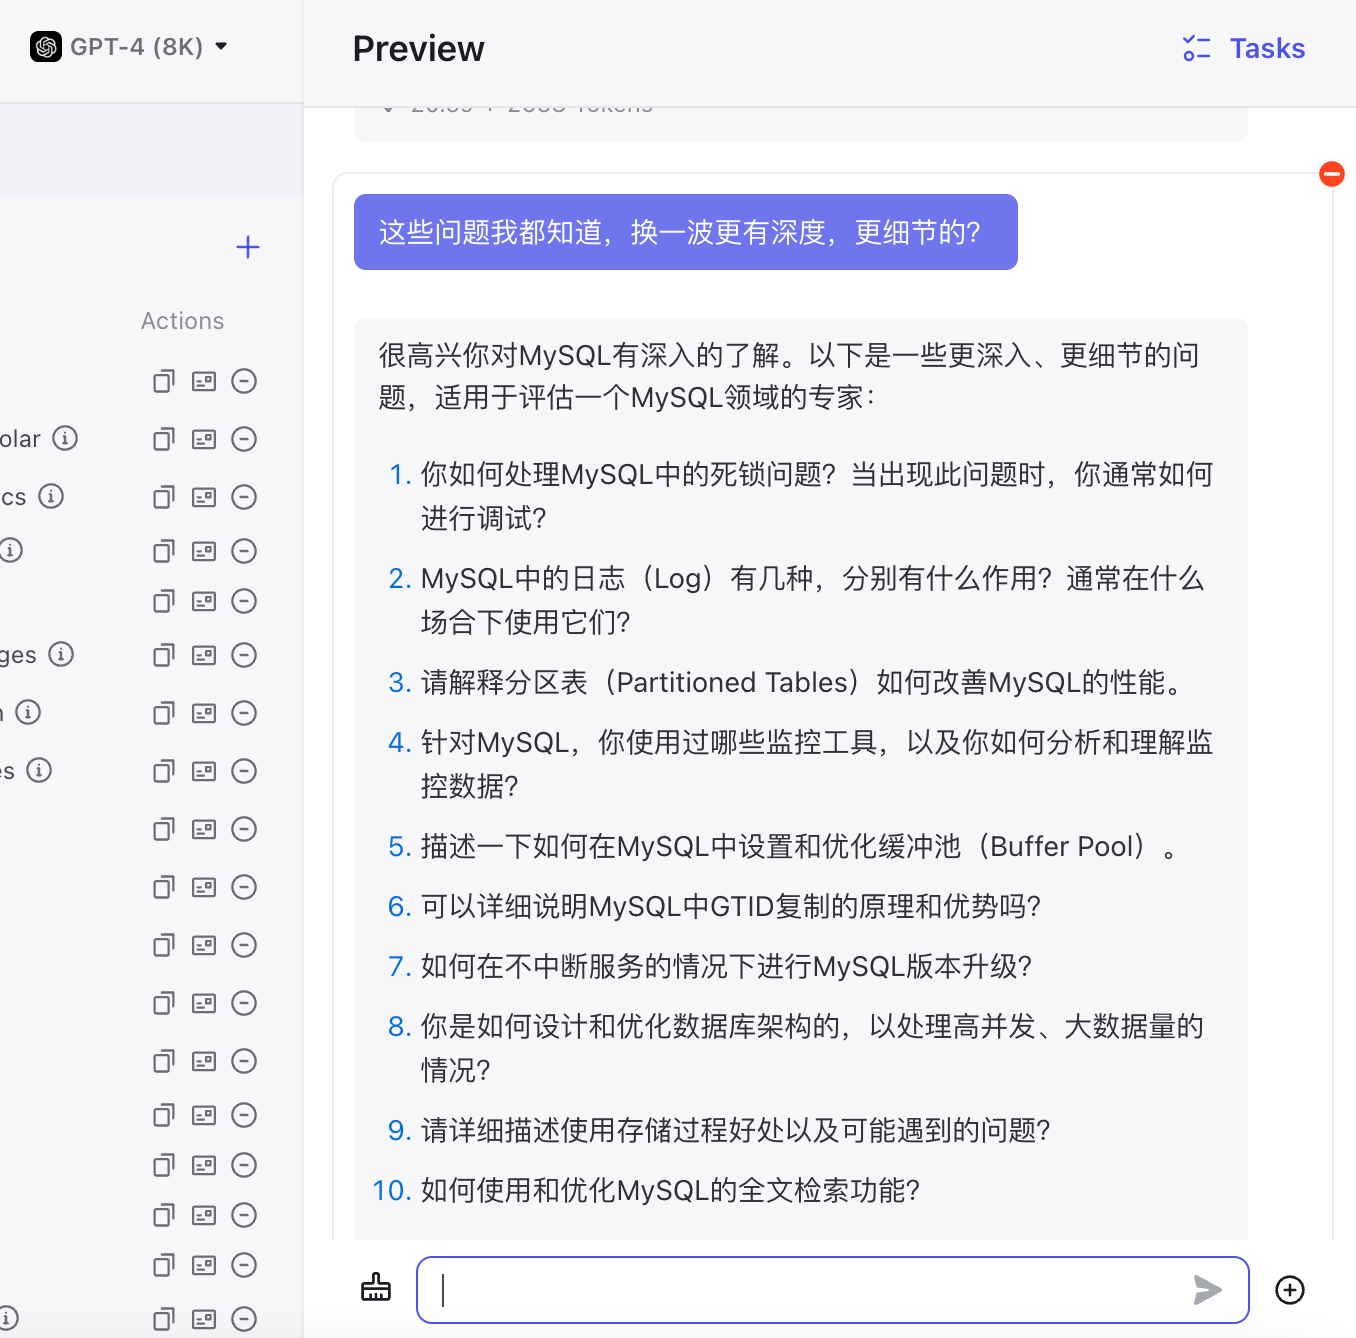 GPT-4 (8K)
Preview
Tasks
Actions
olar
cs
ges
es
这些问题我都知道，换一波更有深度，更细节的？
很高兴你对MySQL有深入的了解。以下是一些更深入、更细节的问
题，适用于评估一个MySQL领域的专家：
1. 你如何处理MySQL中的死锁问题？当出现此问题时，你通常如何
进行调试？
2. MySQL中的日志（Log）有几种，分别有什么作用？通常在什么
场合下使用它们？
3. 请解释分区表（Partitioned Tables）如何改善MySQL的性能。
4. 针对MySQL，你使用过哪些监控工具，以及你如何分析和理解监
控数据？
5. 描述一下如何在MySQL中设置和优化缓冲池（Buffer Pool）。
6. 可以详细说明MySQL中GTID复制的原理和优势吗？
7. 如何在不中断服务的情况下进行MySQL版本升级？
8. 你是如何设计和优化数据库架构的，以处理高并发、大数据量的
情况？
9. 请详细描述使用存储过程好处以及可能遇到的问题？
10. 如何使用和优化MySQL的全文检索功能？